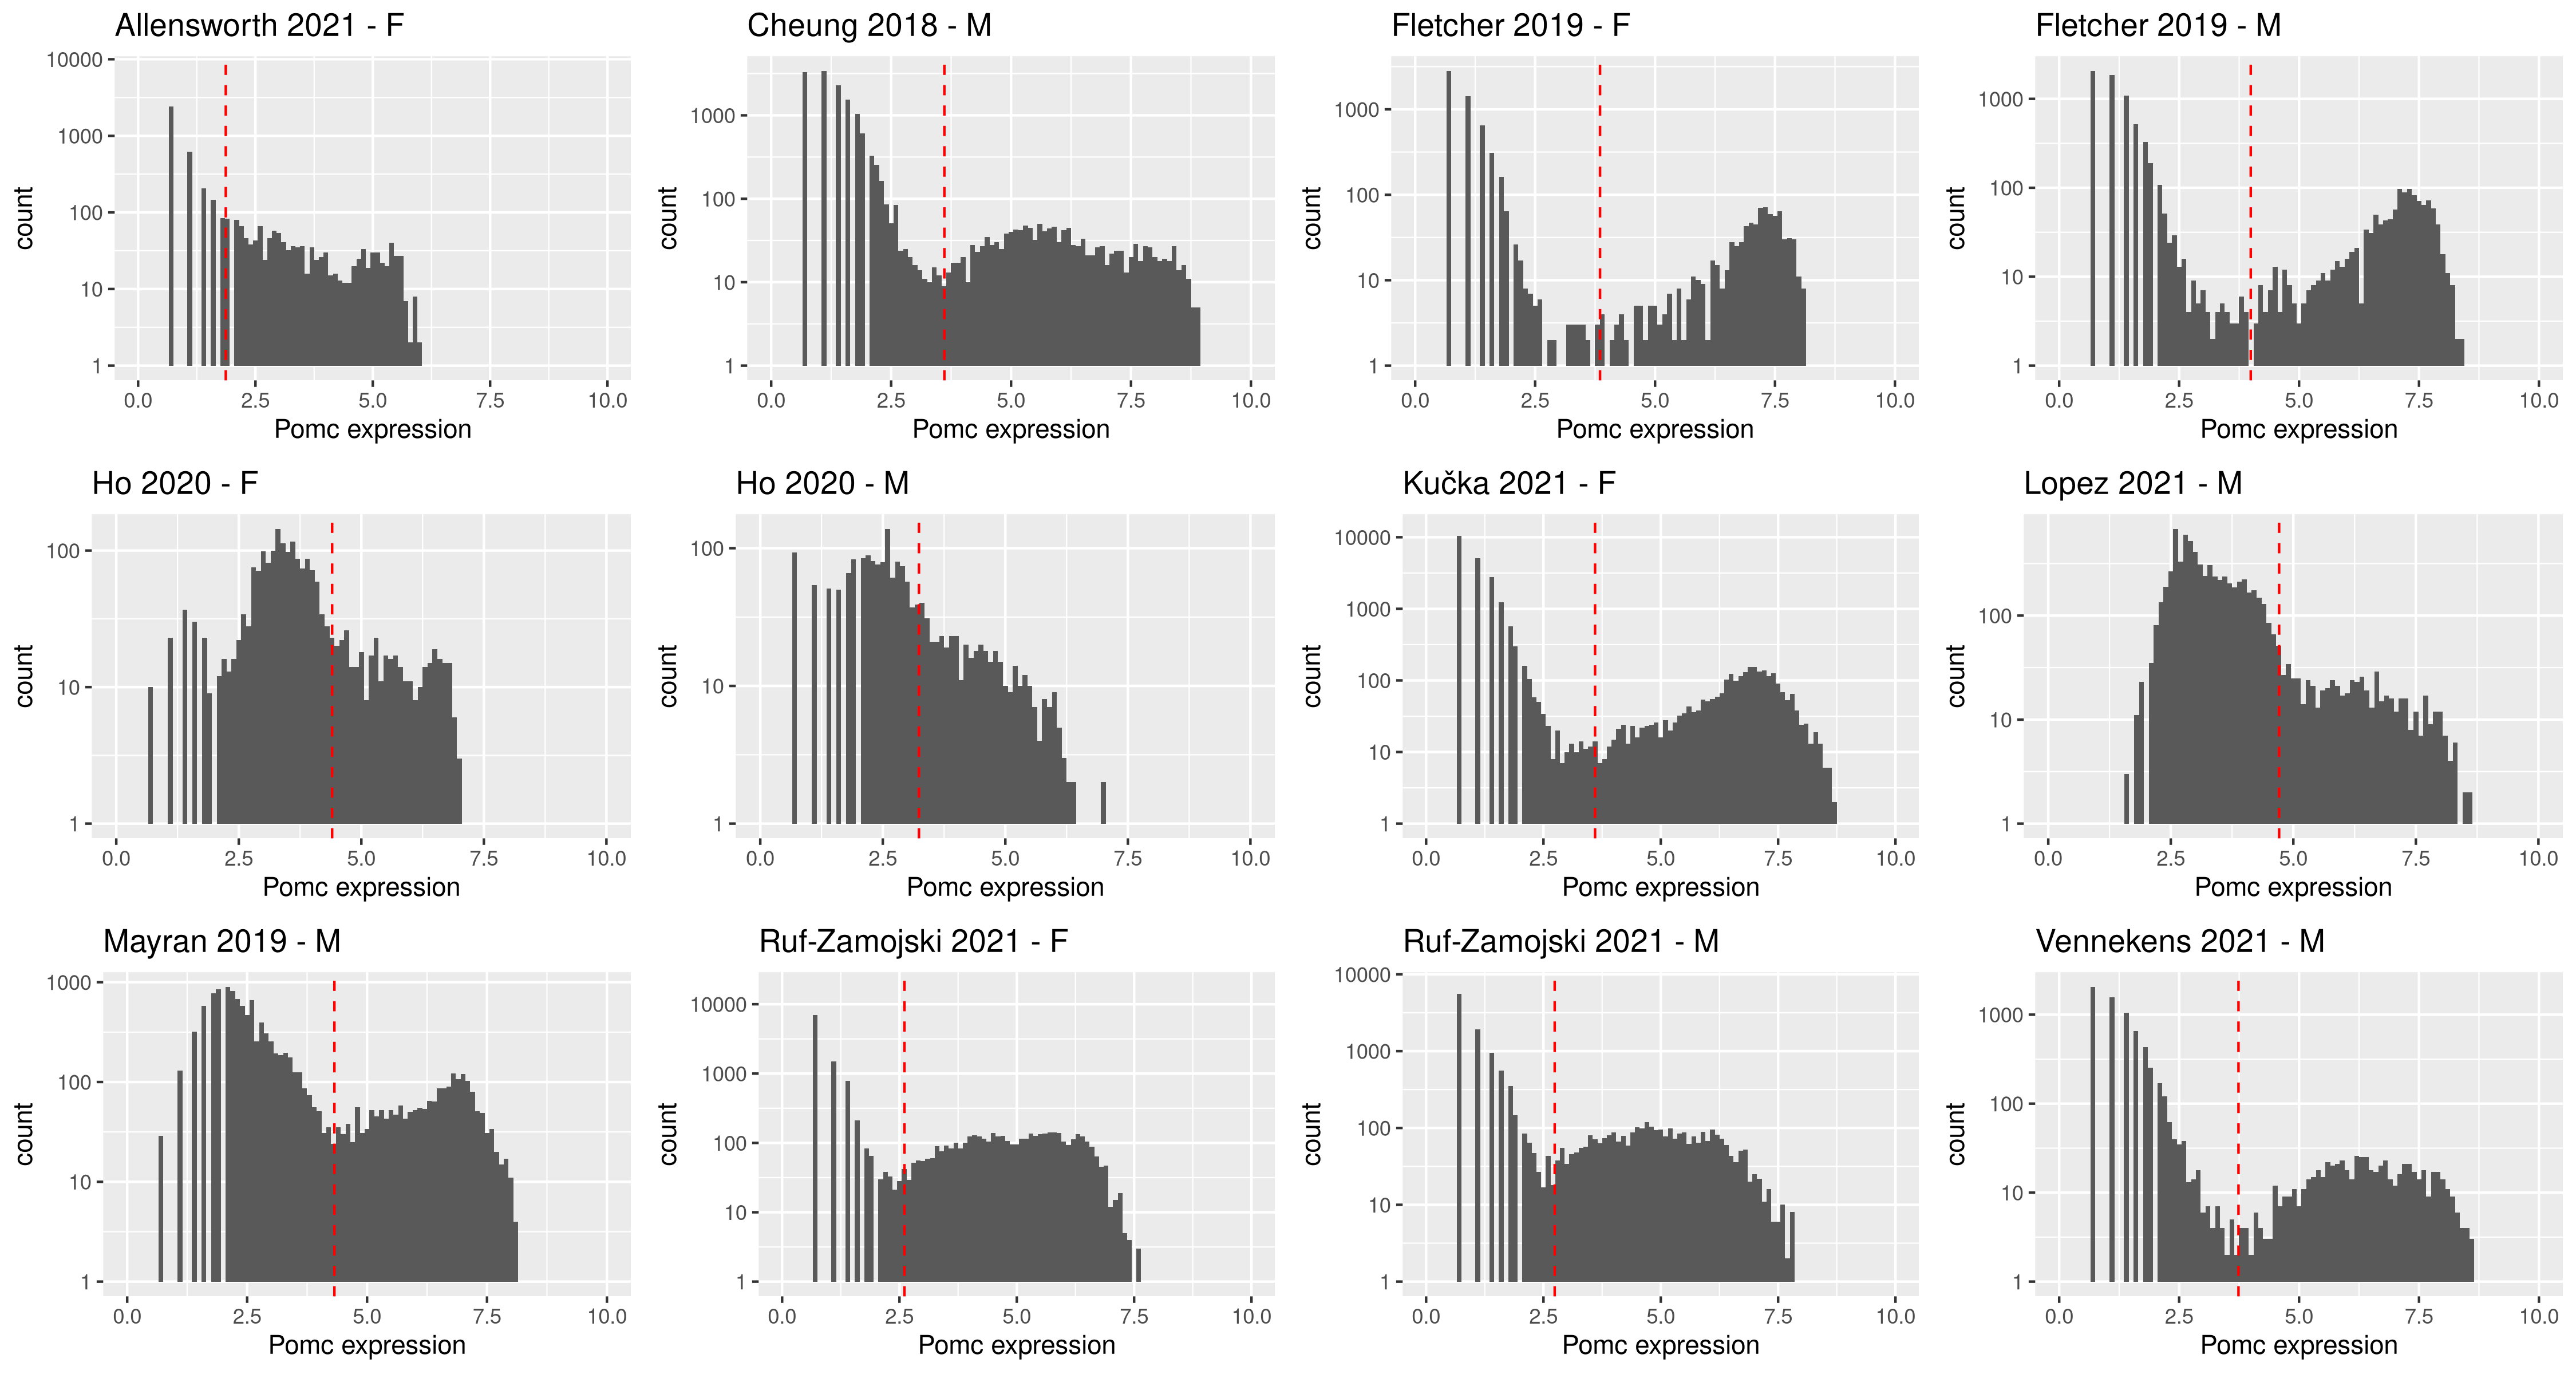 Allensworth 2021 - F
10000
1000
100
10
1
count
0.0 2.5 5.0 7.5 10.0
Pomc expression
Cheung 2018 - M
1000
100
10
1
count
0.0 2.5 5.0 7.5 10.0
Pomc expression
Fletcher 2019 - F
1000
100
10
1
count
0.0 2.5 5.0 7.5 10.0
Pomc expression
Fletcher 2019 - M
1000
100
10
1
count
0.0 2.5 5.0 7.5 10.0
Pomc expression
Ho 2020 - F
100
10
1
count
0.0 2.5 5.0 7.5 10.0
Pomc expression
Ho 2020 - M
100
10
1
count
0.0 2.5 5.0 7.5 10.0
Pomc expression
Kučka 2021 - F
10000
1000
100
10
1
count
0.0 2.5 5.0 7.5 10.0
Pomc expression
Lopez 2021 - M
100
10
1
count
0.0 2.5 5.0 7.5 10.0
Pomc expression
Mayran 2019 - M
1000
100
10
1
count
0.0 2.5 5.0 7.5 10.0
Pomc expression
Ruf-Zamojski 2021 - F
10000
1000
100
10
1
count
0.0 2.5 5.0 7.5 10.0
Pomc expression
Ruf-Zamojski 2021 - M
10000
1000
100
10
1
count
0.0 2.5 5.0 7.5 10.0
Pomc expression
Vennekens 2021 - M
1000
100
10
1
count
0.0 2.5 5.0 7.5 10.0
Pomc expression